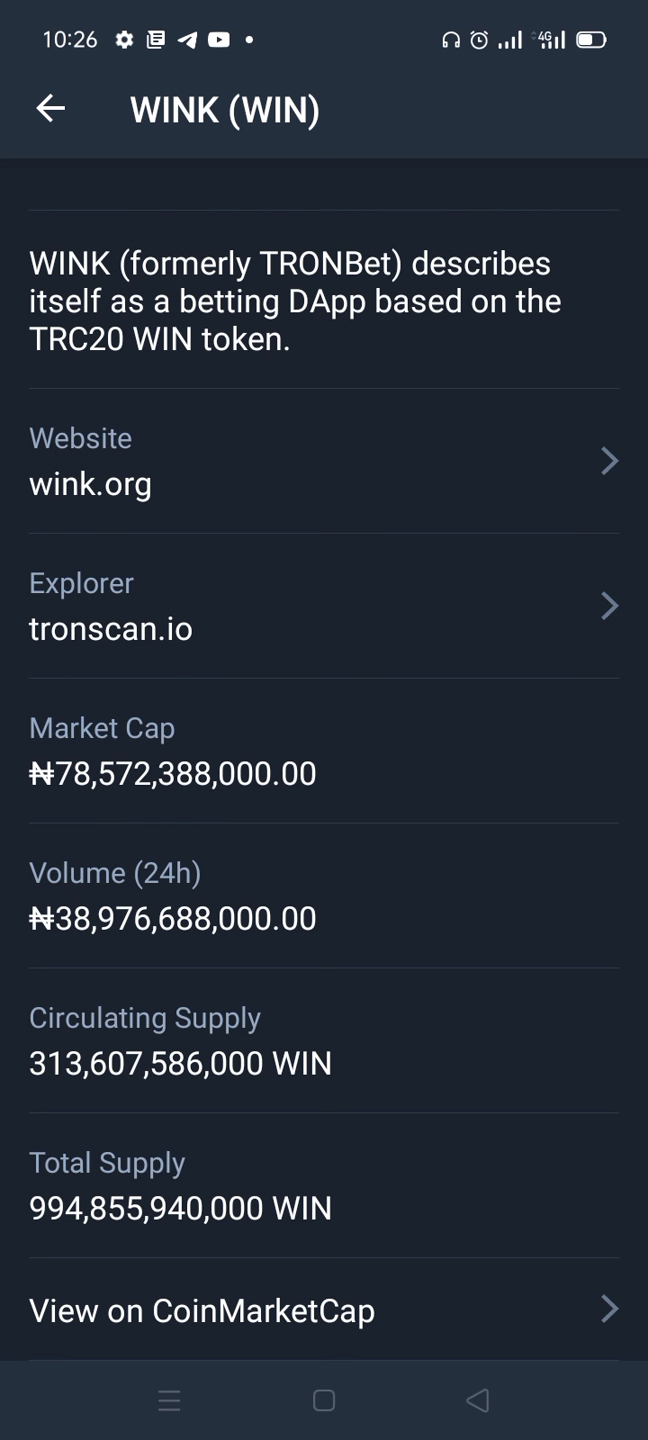 10:26
4G
WINK (WIN)
WINK (formerly TRONBet) describes
itself as a betting DApp based on the
TRC20 WIN token.
Website
wink.org
Explorer
tronscan.io
Market Cap
₦78,572,388,000.00
Volume (24h)
₦38,976,688,000.00
Circulating Supply
313,607,586,000 WIN
Total Supply
994,855,940,000 WIN
View on CoinMarketCap